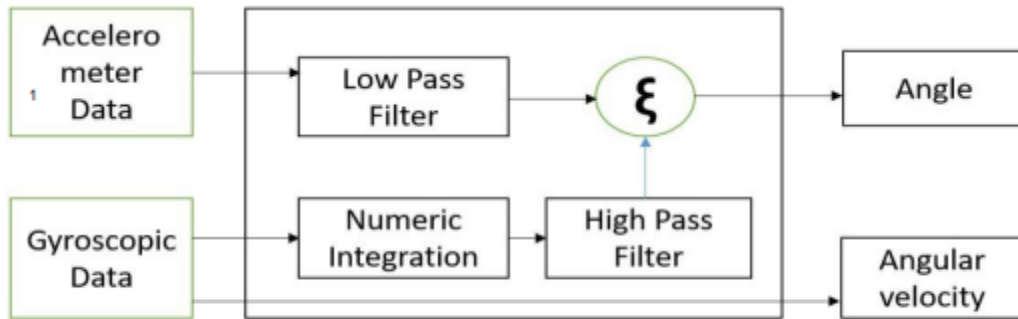 Accelero
meter
1
Data
Low Pass
Filter
ξ
Angle
Gyroscopic
Data
Numeric
Integration
High Pass
Filter
Angular
velocity